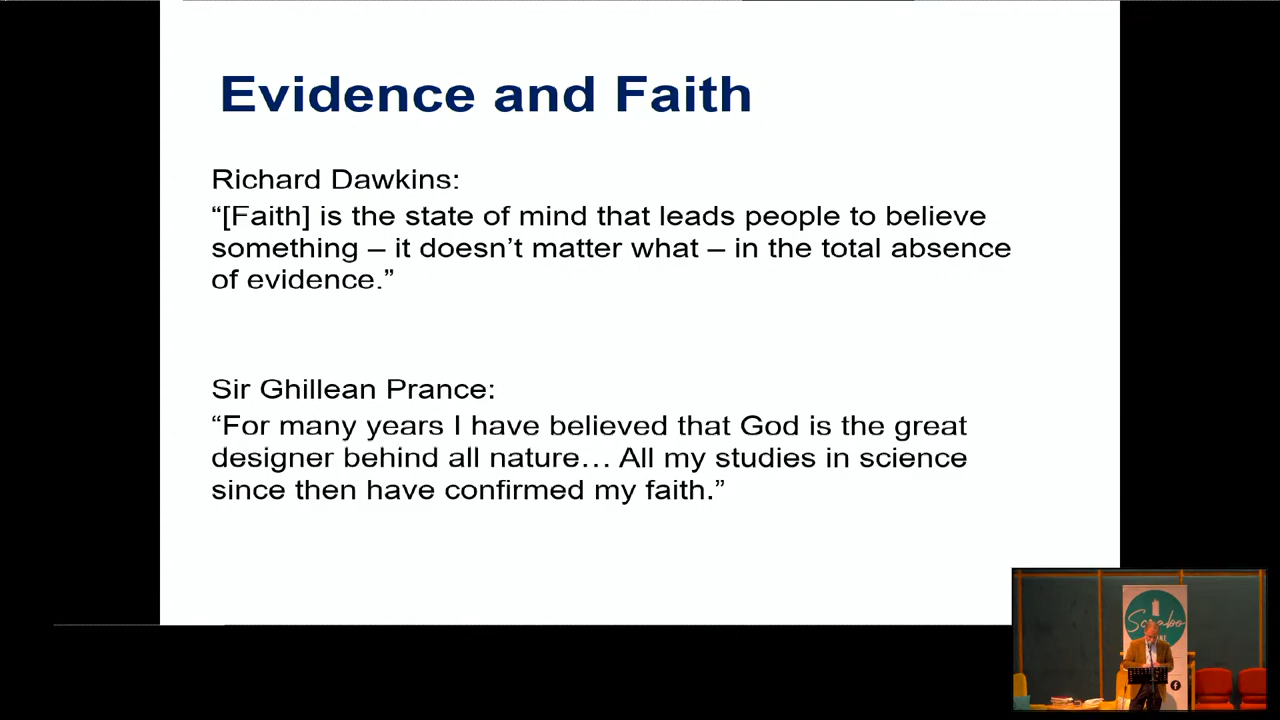 Evidence and Faith
Richard Dawkins:
“[Faith] is the state of mind that leads people to believe
something – it doesn’t matter what – in the total absence
of evidence.”
Sir Ghillean Prance:
“For many years I have believed that God is the great
designer behind all nature… All my studies in science
since then have confirmed my faith.”
Scrabo